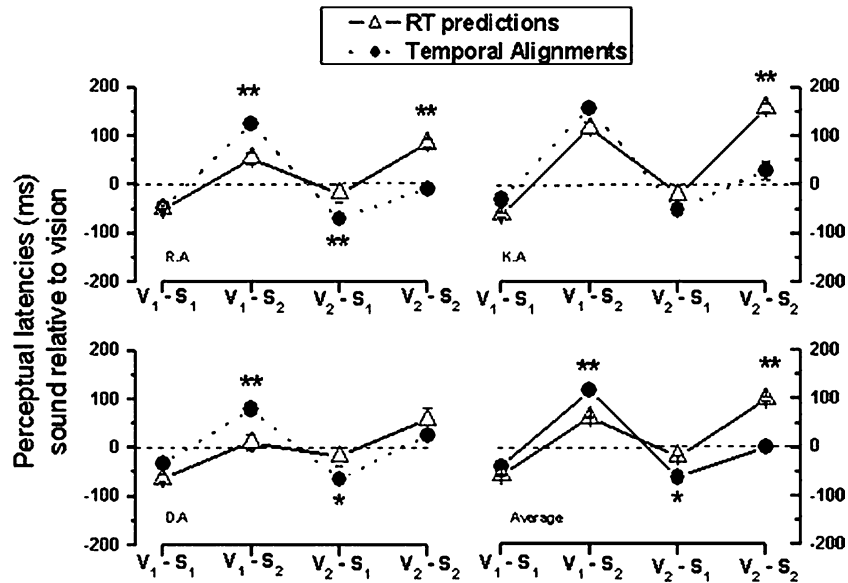 RT predictions
Temporal Alignments
Perceptual latencies (ms)
sound relative to vision
200
100
0
-100
-200
**
**
**
R.A
V1 - S1
V1 - S2
V2 - S1
V2 - S2
**
K.A
200
100
0
-100
-200
V1 - S1
V1 - S2
V2 - S1
V2 - S2
200
100
0
-100
-200
**
*
D.A
V1 - S1
V1 - S2
V2 - S1
V2 - S2
**
**
*
Average
200
100
0
-100
-200
V1 - S1
V1 - S2
V2 - S1
V2 - S2